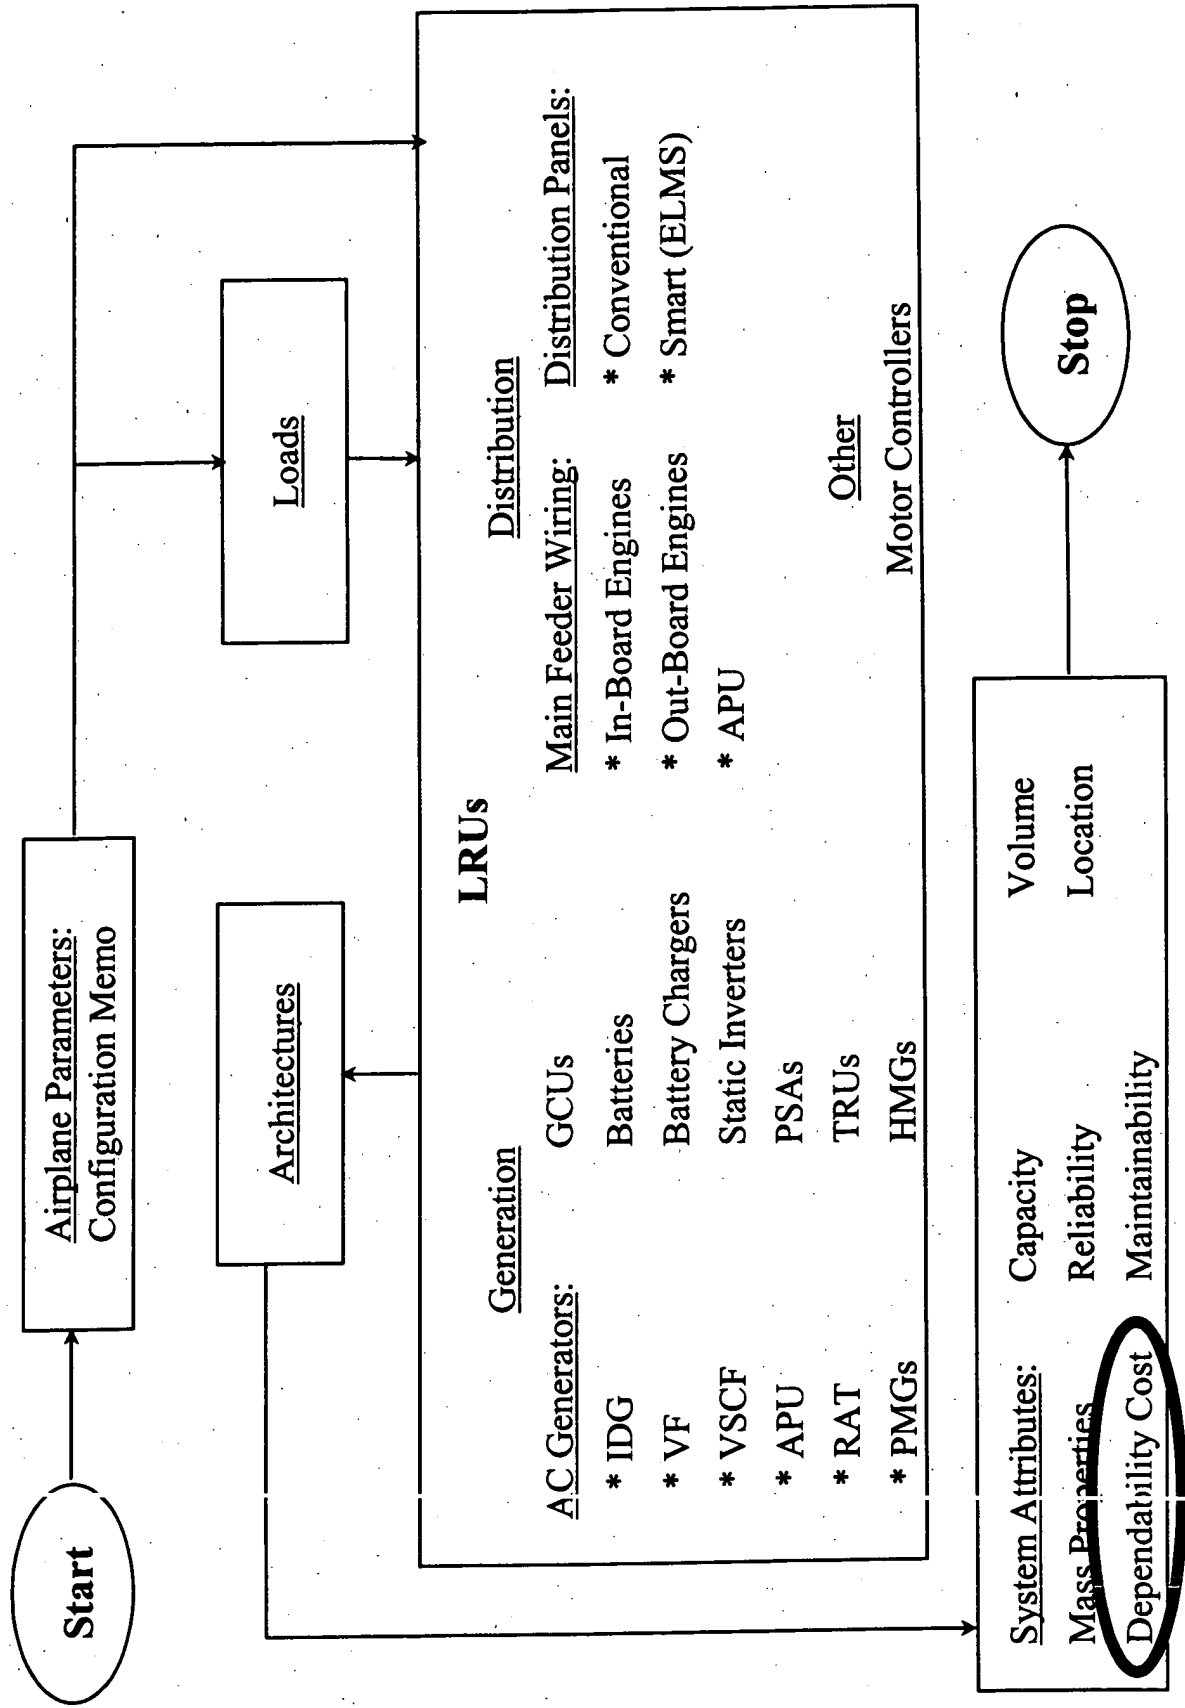 Start
Airplane Parameters:
Configuration Memo
Architectures
Loads
LRUs
Generation
AC Generators:
* IDG
* VF
* VSCF
* APU
* RAT
* PMGs
GCUs
Batteries
Battery Chargers
Static Inverters
PSAs
TRUs
HMGs
Distribution
Main Feeder Wiring:
* In-Board Engines
* Out-Board Engines
* APU
Distribution Panels:
* Conventional
* Smart (ELMS)
Other
Motor Controllers
System Attributes:
Mass Properties
Dependability Cost
Capacity
Reliability
Maintainability
Volume
Location
Stop